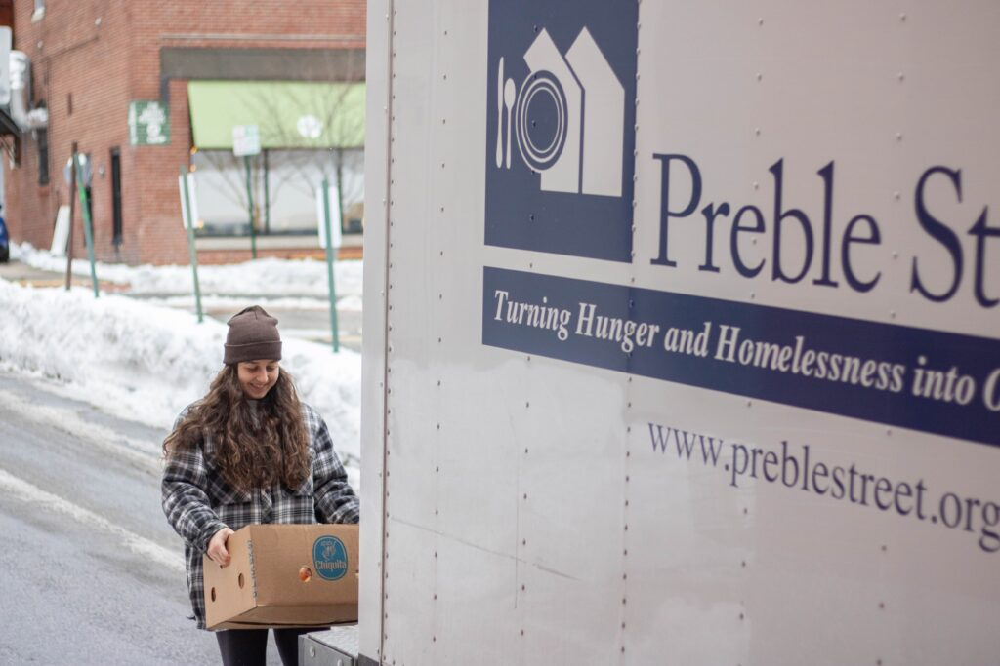 Preble St
Turning Hunger and Homelessness into O
www.preblestreet.org
Chiquita